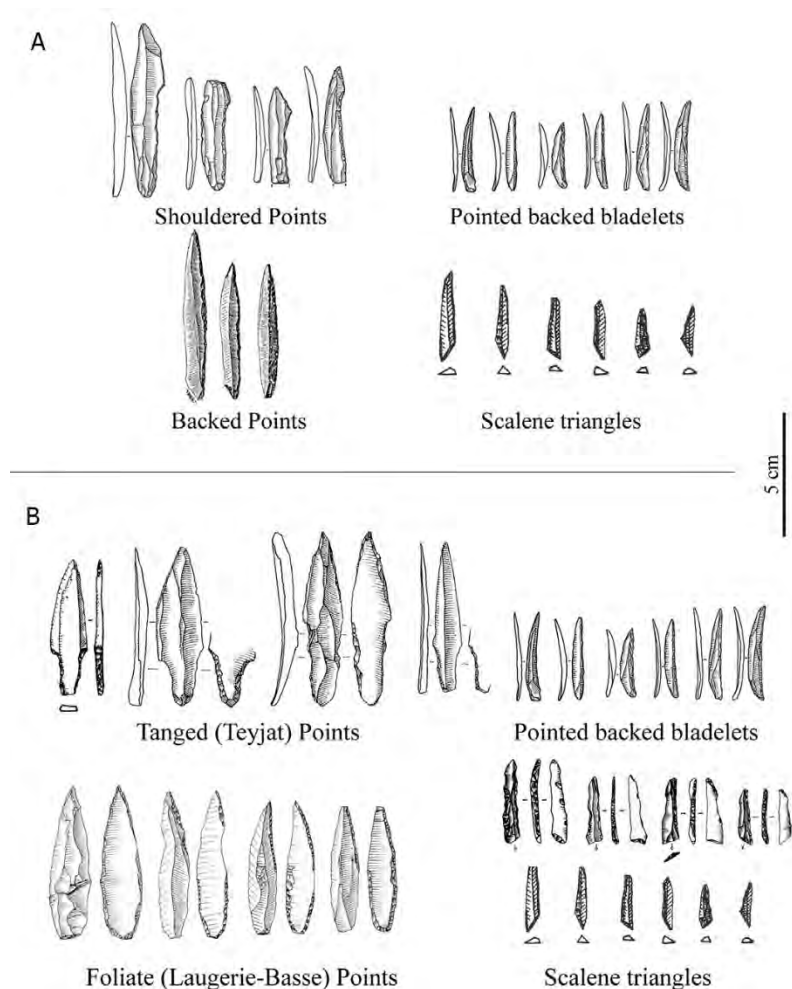 A
Shouldered Points
Pointed backed bladelets
Backed Points
Scalene triangles
5 cm
B
Tanged (Teyjat) Points
Pointed backed bladelets
Foliate (Laugerie-Basse) Points
Scalene triangles